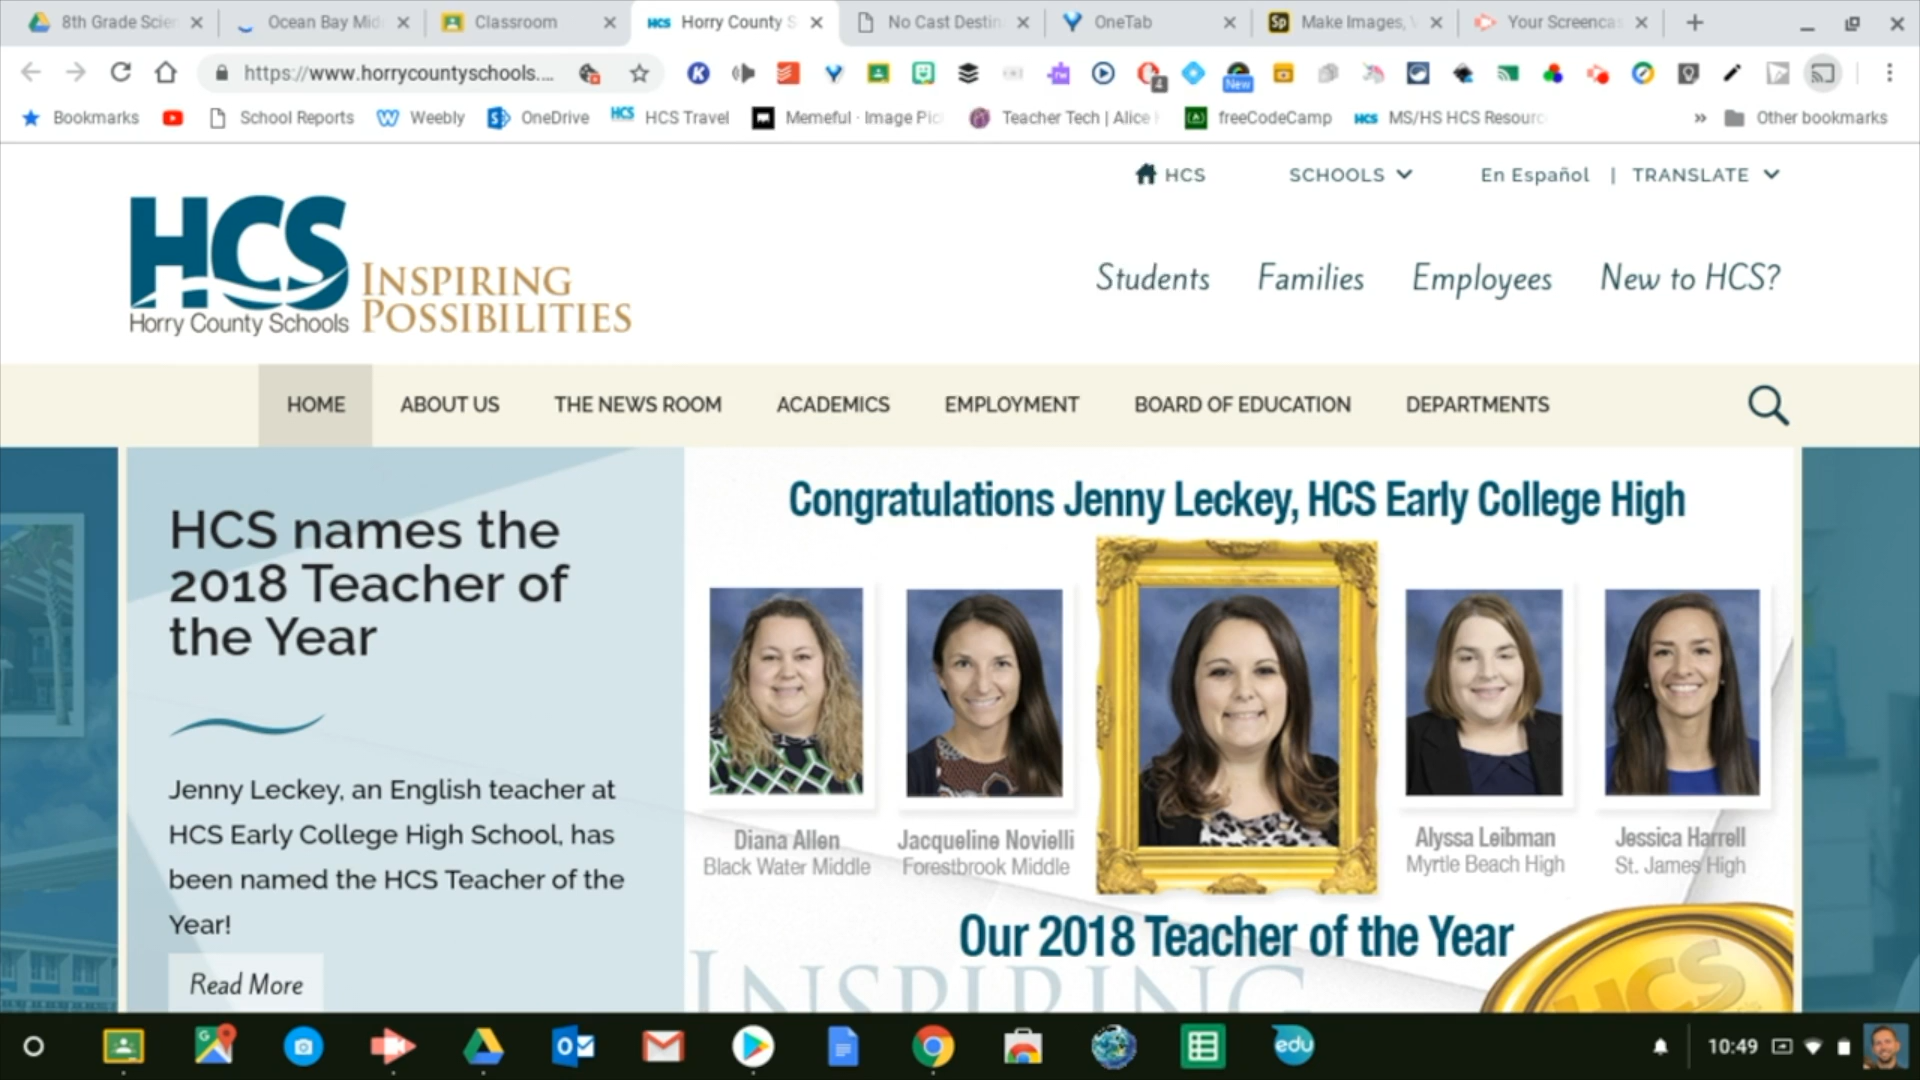 8th Grade Scie
Ocean Bay Mid
Classroom
Horry County S
No Cast Destin
OneTab
Make Images,
Your Screenca
https://www.horrycountyschools....
4
New
Bookmarks
School Reports
Weebly
OneDrive
HCS
HCS Travel
Memeful · Image Pic
Teacher Tech | Alice
freeCodeCamp
HCS
MS/HS HCS Resourc
Other bookmarks
HCS
SCHOOLS
En Español | TRANSLATE
HCS
Horry County Schools
INSPIRING
POSSIBILITIES
Students
Families
Employees
New to HCS?
HOME
ABOUT US
THE NEWS ROOM
ACADEMICS
EMPLOYMENT
BOARD OF EDUCATION
DEPARTMENTS
HCS names the
2018 Teacher of
the Year
Jenny Leckey, an English teacher at
HCS Early College High School, has
been named the HCS Teacher of the
Year!
Read More
Congratulations Jenny Leckey, HCS Early College High
Diana Allen
Black Water Middle
Jacqueline Novielli
Forestbrook Middle
Alyssa Leibman
Myrtle Beach High
Jessica Harrell
St. James High
Our 2018 Teacher of the Year
INSPIRING
HCS
edu
10:49